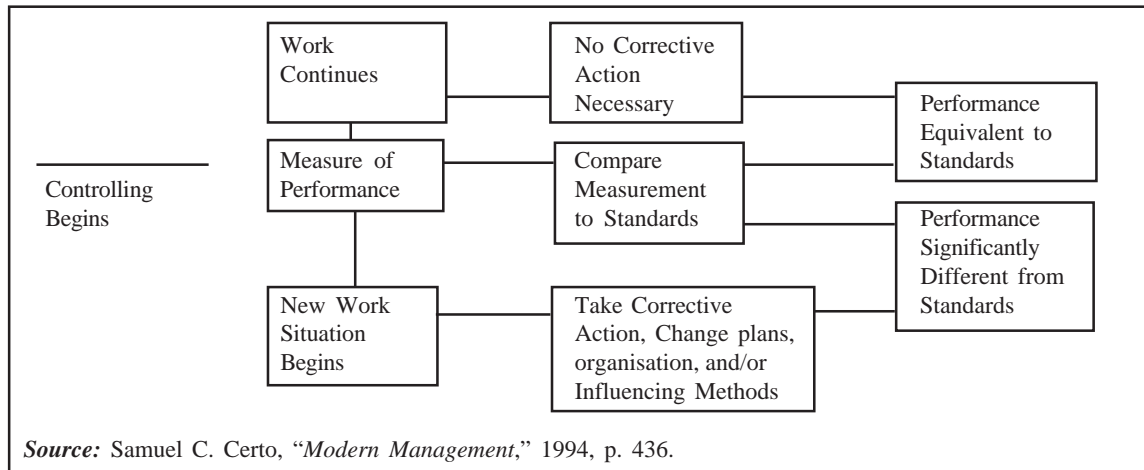 Work
Continues
No Corrective
Action
Necessary
Performance
Equivalent to
Standards
Controlling
Begins
Measure of
Performance
Compare
Measurement
to Standards
Performance
Significantly
Different from
Standards
New Work
Situation
Begins
Take Corrective
Action, Change plans,
organisation, and/or
Influencing Methods
Source: Samuel C. Certo, “Modern Management,” 1994, p. 436.